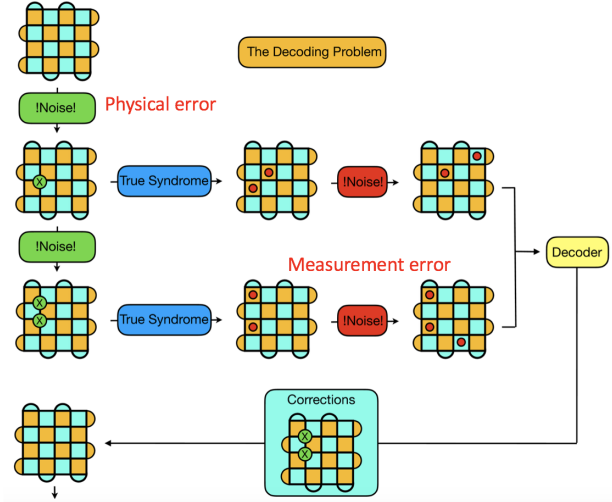 The Decoding Problem
!Noise!
Physical error
X
True Syndrome
!Noise!
!Noise!
Measurement error
Decoder
X
X
True Syndrome
!Noise!
Corrections
X
X